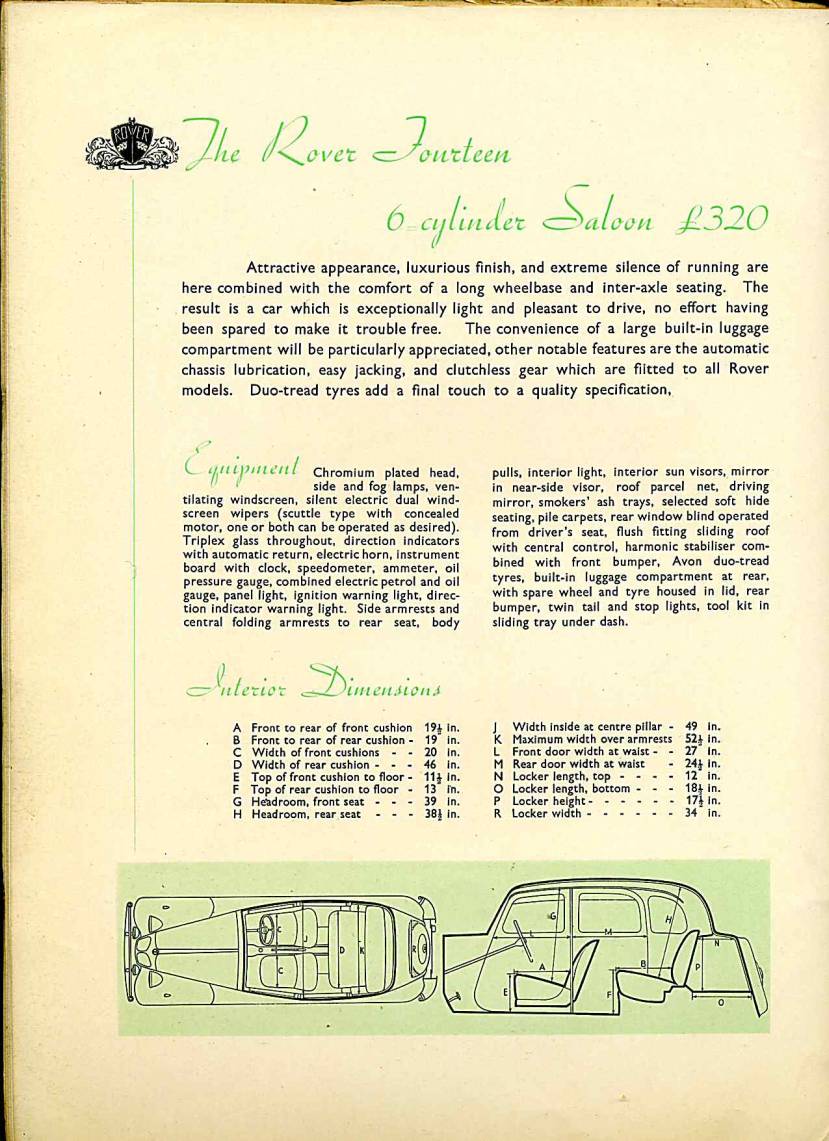 ROVER
The Rover Fourteen
6-cylinder Saloon £320
Attractive appearance, luxurious finish, and extreme silence of running are
here combined with the comfort of a long wheelbase and inter-axle seating. The
result is a car which is exceptionally light and pleasant to drive, no effort having
been spared to make it trouble free. The convenience of a large built-in luggage
compartment will be particularly appreciated, other notable features are the automatic
chassis lubrication, easy jacking, and clutchless gear which are fiitted to all Rover
models. Duo-tread tyres add a final touch to a quality specification,
Equipment Chromium plated head,
side and fog lamps, ven-
tilating windscreen, silent electric dual wind-
screen wipers (scuttle type with concealed
motor, one or both can be operated as desired).
Triplex glass throughout, direction indicators
with automatic return, electric horn, instrument
board with clock, speedometer, ammeter, oil
pressure gauge, combined electric petrol and oil
gauge, panel light, ignition warning light, direc-
tion indicator warning light. Side armrests and
central folding armrests to rear seat, body
pulls, interior light, interior sun visors, mirror
in near-side visor, roof parcel net, driving
mirror, smokers' ash trays, selected soft hide
seating, pile carpets, rear window blind operated
from driver's seat, flush fitting sliding roof
with central control, harmonic stabiliser com-
bined with front bumper, Avon duo-tread
tyres, built-in luggage compartment at rear,
with spare wheel and tyre housed in lid, rear
bumper, twin tail and stop lights, tool kit in
sliding tray under dash.
Interior Dimensions
A Front to rear of front cushion 19½ in.
B Front to rear of rear cushion - 19 in.
C Width of front cushions - - 20 in.
D Width of rear cushion - - - 46 in.
E Top of front cushion to floor - 11½ in.
F Top of rear cushion to floor - 13 in.
G Headroom, front seat - - - 39 in.
H Headroom, rear seat - - - 38½ in.
J Width inside at centre pillar - 49 in.
K Maximum width over armrests 52½ in.
L Front door width at waist - - 27 in.
M Rear door width at waist - 24½ in.
N Locker length, top - - - - 12 in.
O Locker length, bottom - - - 18½ in.
P Locker height - - - - - - 17½ in.
R Locker width - - - - - - 34 in.
C J D K R
C
G H
L M N
A B P
E F O